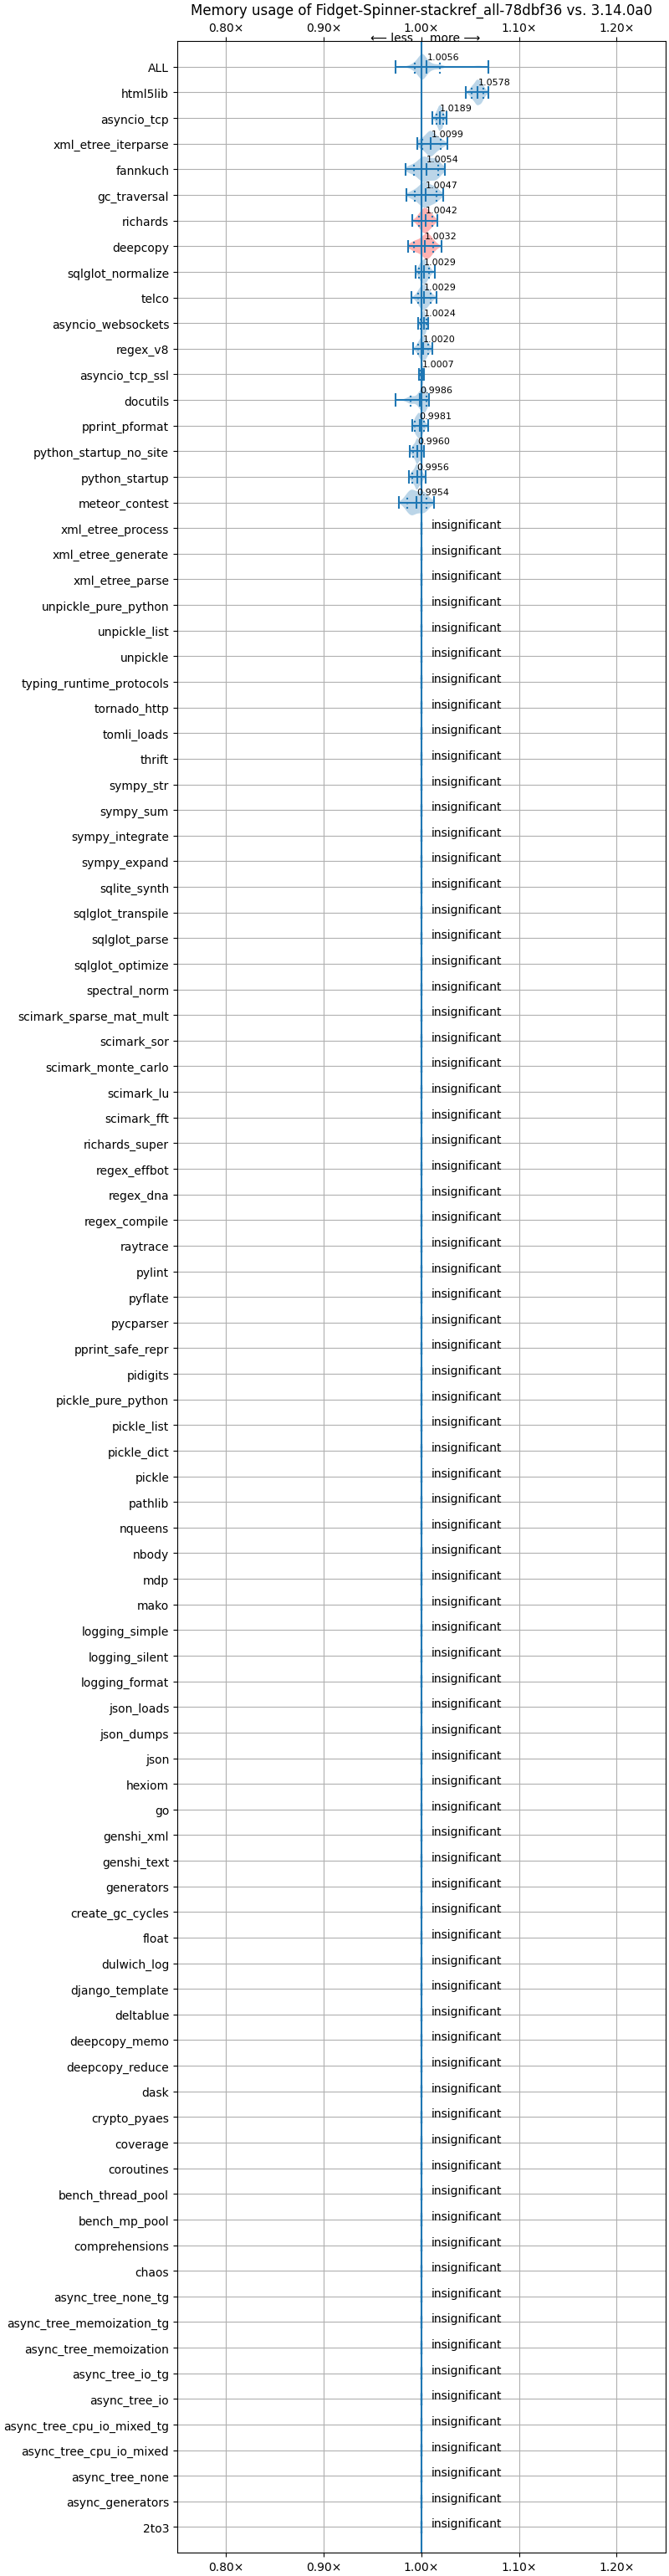 Memory usage of Fidget-Spinner-stackref_all-78dbf36 vs. 3.14.0a0
0.80× 0.90× 1.00× 1.10× 1.20×
⟵ less more ⟶
ALL 1.0056
html5lib 1.0578
asyncio_tcp 1.0189
xml_etree_iterparse 1.0099
fannkuch 1.0054
gc_traversal 1.0047
richards 1.0042
deepcopy 1.0032
sqlglot_normalize 1.0029
telco 1.0029
asyncio_websockets 1.0024
regex_v8 1.0020
asyncio_tcp_ssl 1.0007
docutils 0.9986
pprint_pformat 0.9981
python_startup_no_site 0.9960
python_startup 0.9956
meteor_contest 0.9954
xml_etree_process insignificant
xml_etree_generate insignificant
xml_etree_parse insignificant
unpickle_pure_python insignificant
unpickle_list insignificant
unpickle insignificant
typing_runtime_protocols insignificant
tornado_http insignificant
tomli_loads insignificant
thrift insignificant
sympy_str insignificant
sympy_sum insignificant
sympy_integrate insignificant
sympy_expand insignificant
sqlite_synth insignificant
sqlglot_transpile insignificant
sqlglot_parse insignificant
sqlglot_optimize insignificant
spectral_norm insignificant
scimark_sparse_mat_mult insignificant
scimark_sor insignificant
scimark_monte_carlo insignificant
scimark_lu insignificant
scimark_fft insignificant
richards_super insignificant
regex_effbot insignificant
regex_dna insignificant
regex_compile insignificant
raytrace insignificant
pylint insignificant
pyflate insignificant
pycparser insignificant
pprint_safe_repr insignificant
pidigits insignificant
pickle_pure_python insignificant
pickle_list insignificant
pickle_dict insignificant
pickle insignificant
pathlib insignificant
nqueens insignificant
nbody insignificant
mdp insignificant
mako insignificant
logging_simple insignificant
logging_silent insignificant
logging_format insignificant
json_loads insignificant
json_dumps insignificant
json insignificant
hexiom insignificant
go insignificant
genshi_xml insignificant
genshi_text insignificant
generators insignificant
create_gc_cycles insignificant
float insignificant
dulwich_log insignificant
django_template insignificant
deltablue insignificant
deepcopy_memo insignificant
deepcopy_reduce insignificant
dask insignificant
crypto_pyaes insignificant
coverage insignificant
coroutines insignificant
bench_thread_pool insignificant
bench_mp_pool insignificant
comprehensions insignificant
chaos insignificant
async_tree_none_tg insignificant
async_tree_memoization_tg insignificant
async_tree_memoization insignificant
async_tree_io_tg insignificant
async_tree_io insignificant
async_tree_cpu_io_mixed_tg insignificant
async_tree_cpu_io_mixed insignificant
async_tree_none insignificant
async_generators insignificant
2to3 insignificant
0.80× 0.90× 1.00× 1.10× 1.20×